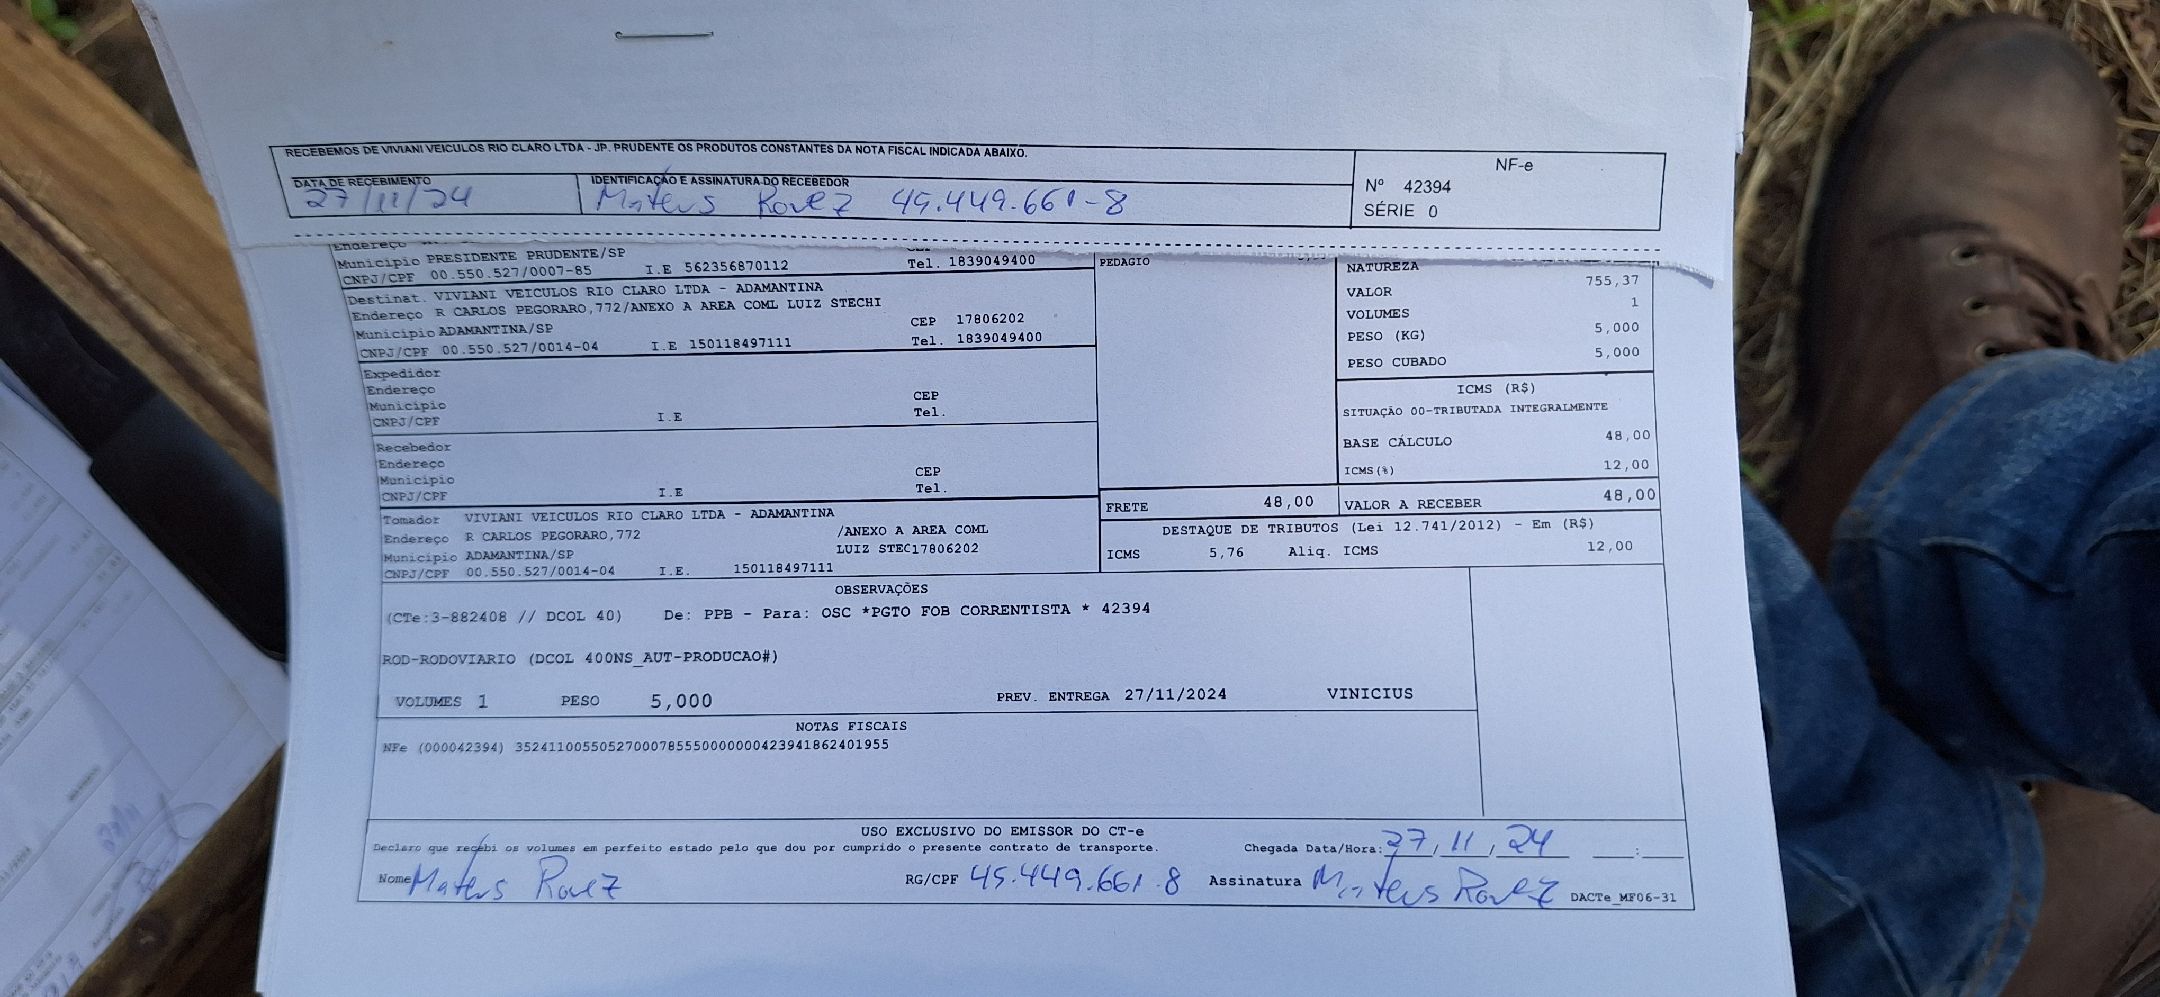 RECEBEMOS DE VIVIANI VEICULOS RIO CLARO LTDA - JP. PRUDENTE OS PRODUTOS CONSTANTES DA NOTA FISCAL INDICADA ABAIXO.
NF-e
DATA DE RECEBIMENTO IDENTIFICAÇÃO E ASSINATURA DO RECEBEDOR
Nº 42394
27/11/24 Mateus 45.449.661-8
SÉRIE 0
Endereço
Municipio PRESIDENTE PRUDENTE/SP
CNPJ/CPF 00.550.527/0007-85 I.E 562356870112 Tel. 1839049400
PEDAGIO
NATUREZA
VALOR 755,37
VOLUMES 1
PESO (KG) 5,000
PESO CUBADO 5,000
Destinat. VIVIANI VEICULOS RIO CLARO LTDA - ADAMANTINA
Endereço R CARLOS PEGORARO,772/ANEXO A AREA COML LUIZ STECHI
Municipio ADAMANTINA/SP CEP 17806202
CNPJ/CPF 00.550.527/0014-04 I.E 150118497111 Tel. 1839049400
Expedidor
Endereço
Municipio CEP
CNPJ/CPF I.E Tel.
ICMS (R$)
SITUAÇÃO 00-TRIBUTADA INTEGRALMENTE
BASE CÁLCULO 48,00
ICMS(%) 12,00
Recebedor
Endereço
Municipio CEP
CNPJ/CPF I.E Tel.
FRETE 48,00 VALOR A RECEBER 48,00
Tomador VIVIANI VEICULOS RIO CLARO LTDA - ADAMANTINA
Endereço R CARLOS PEGORARO,772 /ANEXO A AREA COML
Municipio ADAMANTINA/SP LUIZ STEC17806202
CNPJ/CPF 00.550.527/0014-04 I.E. 150118497111
DESTAQUE DE TRIBUTOS (Lei 12.741/2012) - Em (R$)
ICMS 5,76 Aliq. ICMS 12,00
OBSERVAÇÕES
(CTe:3-882408 // DCOL 40) De: PPB - Para: OSC *PGTO FOB CORRENTISTA * 42394
ROD-RODOVIARIO (DCOL 400NS_AUT-PRODUCAO#)
VOLUMES 1 PESO 5,000 PREV. ENTREGA 27/11/2024 VINICIUS
NOTAS FISCAIS
NFe (000042394) 35241100550527000785550000000423941862401955
USO EXCLUSIVO DO EMISSOR DO CT-e
Declaro que recebi os volumes em perfeito estado pelo que dou por cumprido o presente contrato de transporte. Chegada Data/Hora: 27/11/24 __:__
Nome Mateus RG/CPF 45.449.661.8 Assinatura Mateus DACTe_MF06-31